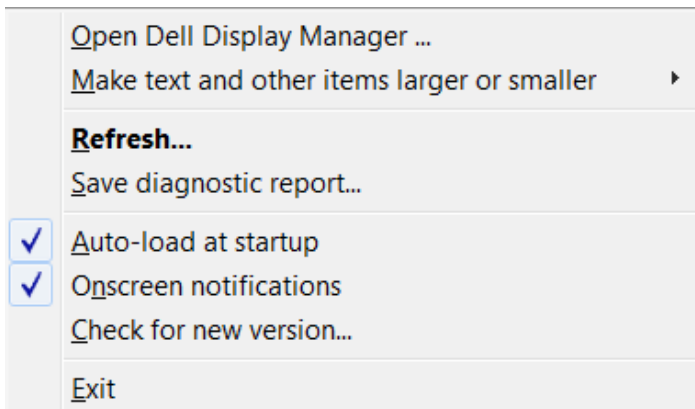 Open Dell Display Manager ...
Make text and other items larger or smaller
Refresh...
Save diagnostic report...
Auto-load at startup
Onscreen notifications
Check for new version...
Exit